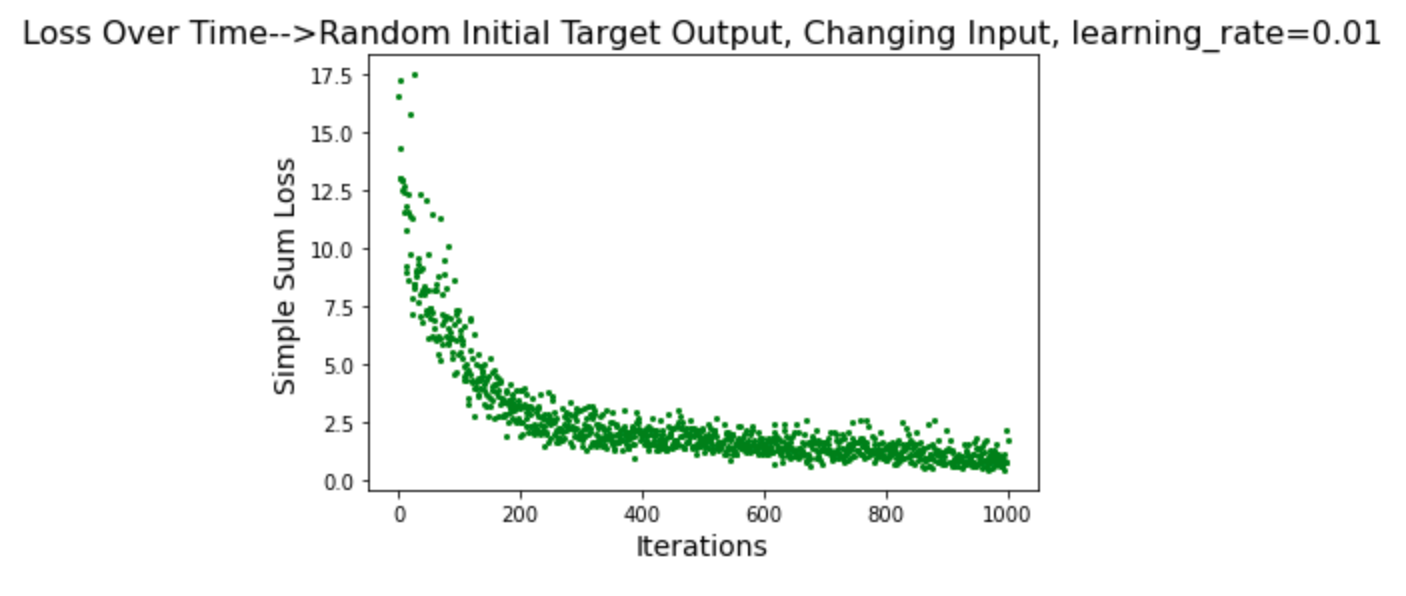 Loss Over Time-->Random Initial Target Output, Changing Input, learning_rate=0.01
17.5
15.0
12.5
10.0
7.5
5.0
2.5
0.0
Simple Sum Loss
0 200 400 600 800 1000
Iterations